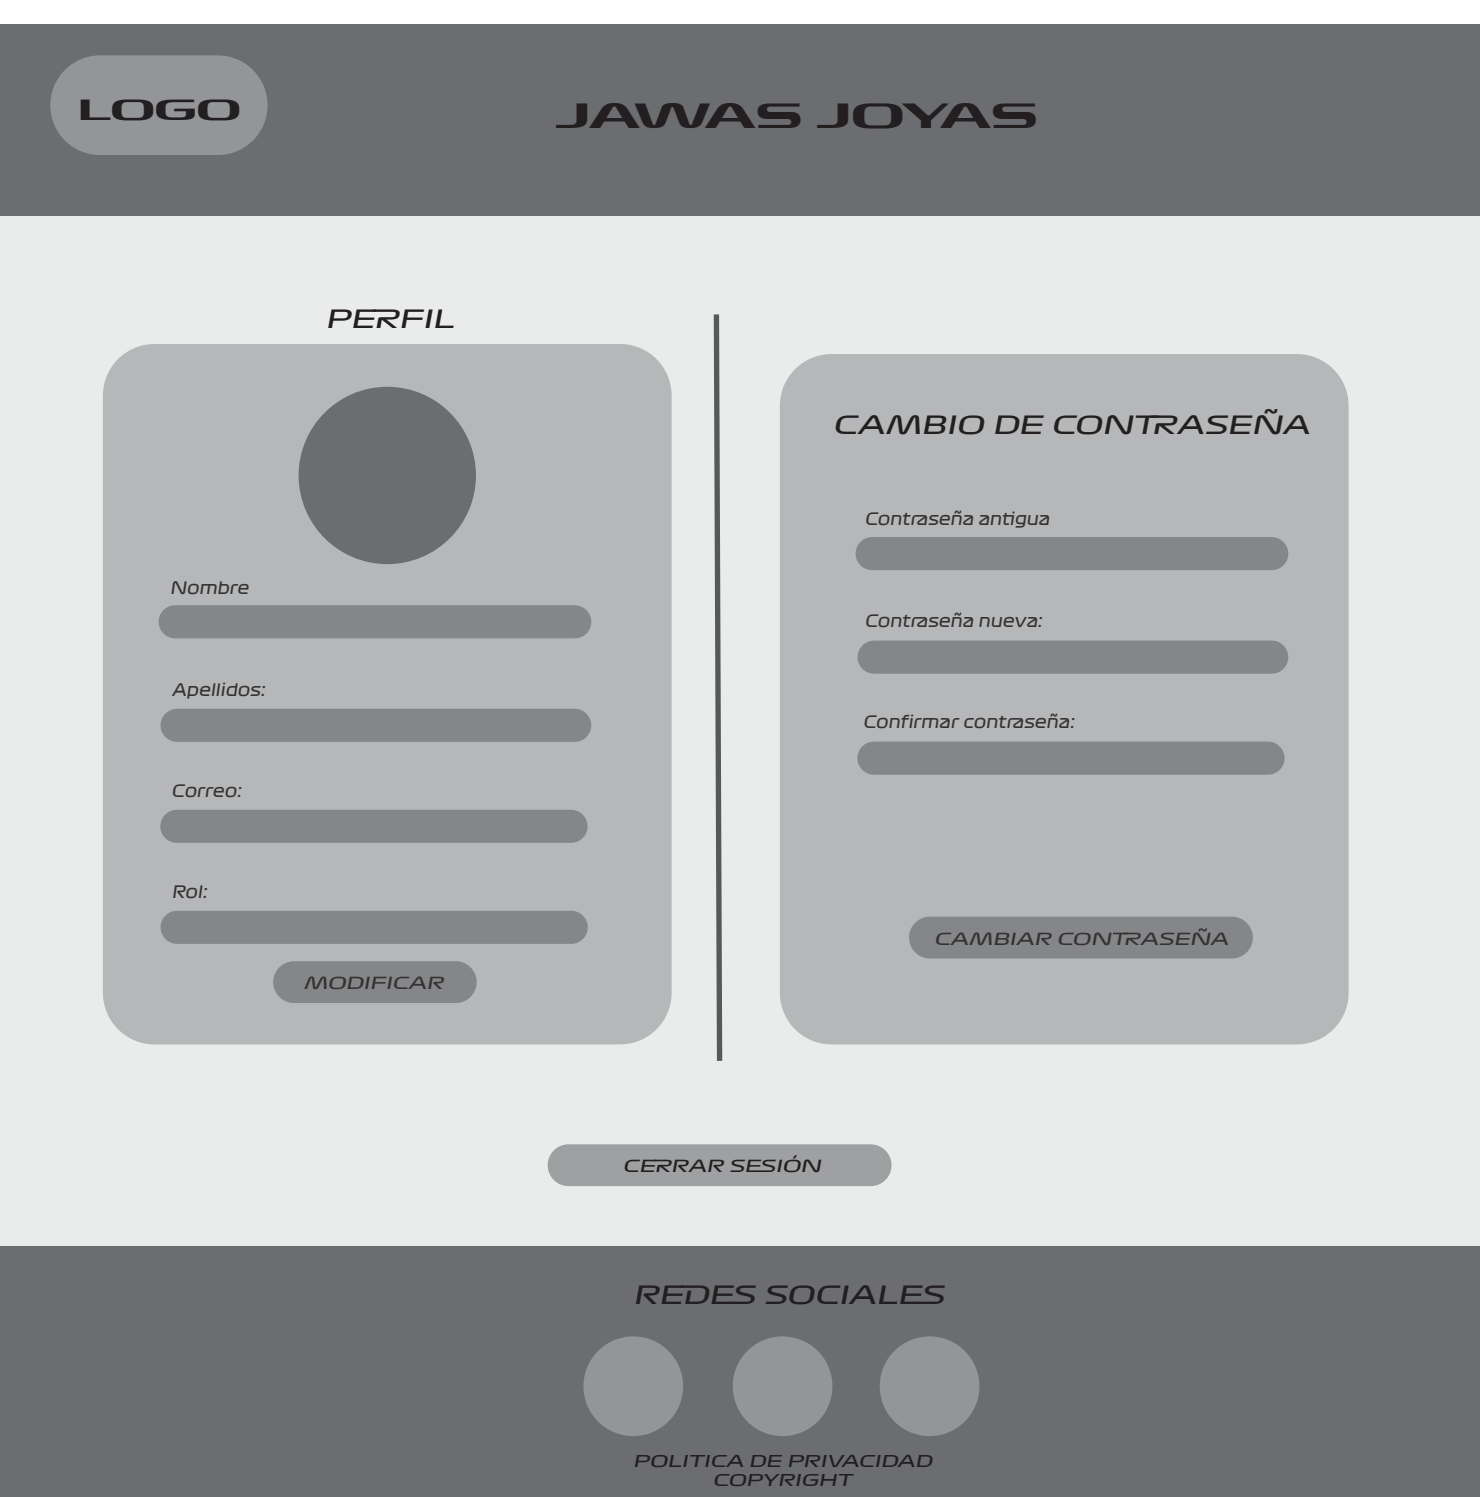 LOGO
JAWAS JOYAS
PERFIL
Nombre
Apellidos:
Correo:
Rol:
MODIFICAR
CAMBIO DE CONTRASEÑA
Contraseña antigua
Contraseña nueva:
Confirmar contraseña:
CAMBIAR CONTRASEÑA
CERRAR SESIÓN
REDES SOCIALES
POLITICA DE PRIVACIDAD
COPYRIGHT